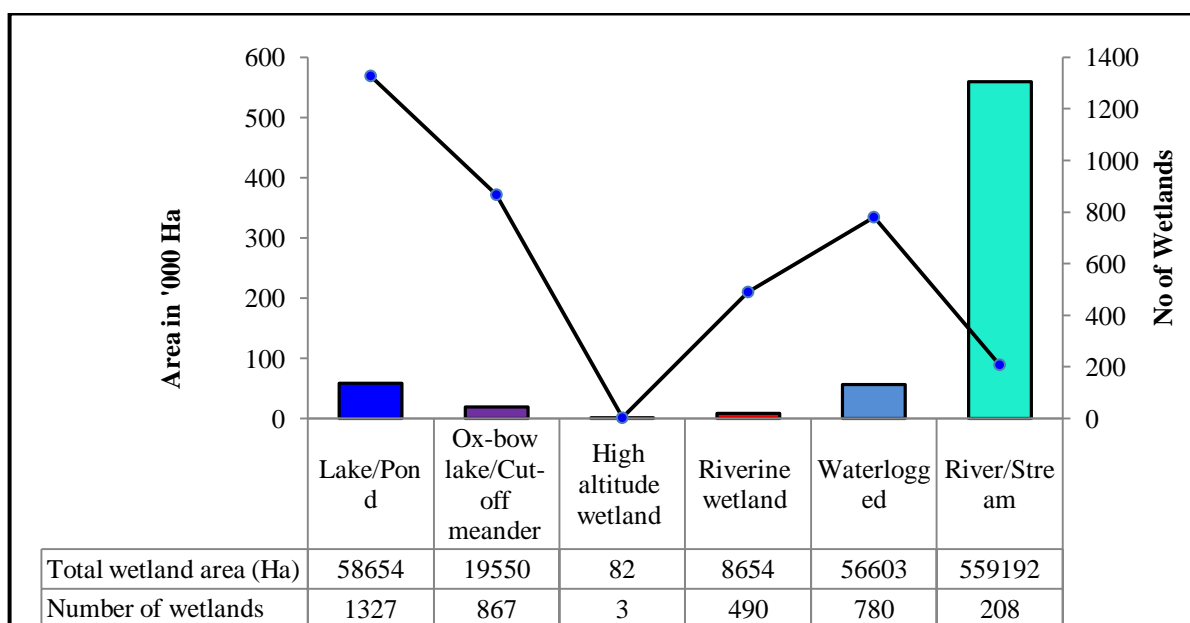 600
500
400
300
200
100
0
Area in '000 Ha
1400
1200
1000
800
600
400
200
0
No of Wetlands
Lake/Pon
d
Ox-bow
lake/Cut-
off
meander
High
altitude
wetland
Riverine
wetland
Waterlogg
ed
River/Stre
am
Total wetland area (Ha) 58654 19550 82 8654 56603 559192
Number of wetlands 1327 867 3 490 780 208